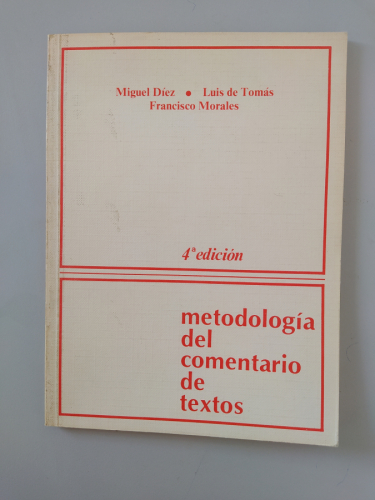 Miguel Díez • Luis de Tomás
Francisco Morales
4ª edición
metodología
del
comentario
de
textos